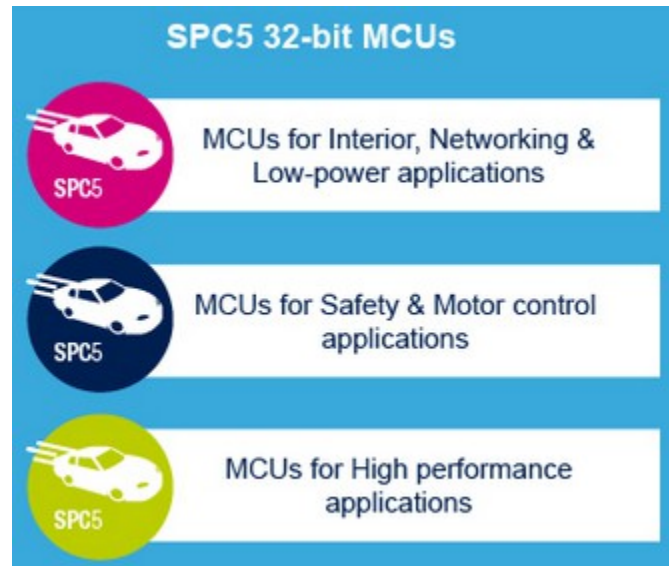 SPC5 32-bit MCUs
MCUs for Interior, Networking &
Low-power applications
SPC5
MCUs for Safety & Motor control
applications
SPC5
MCUs for High performance
applications
SPC5